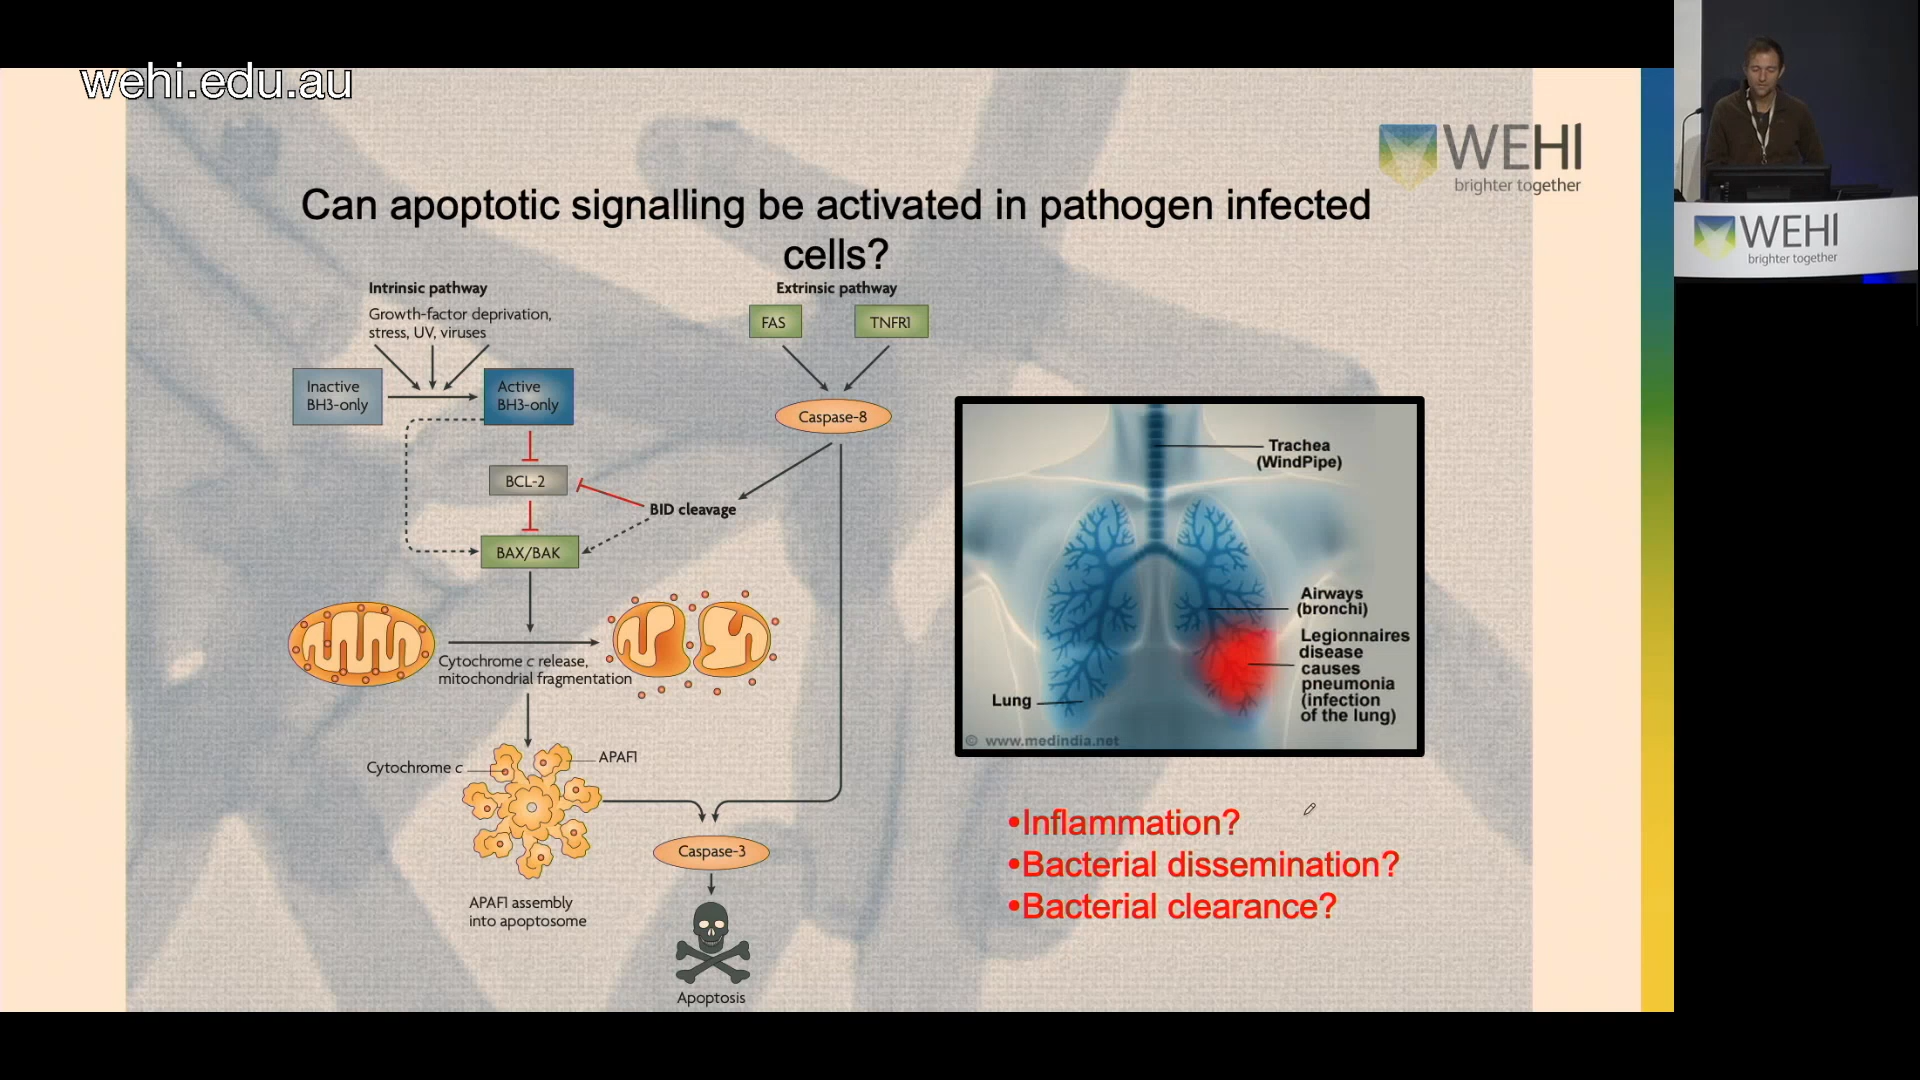 wehi.edu.au
WEHI
brighter together
Can apoptotic signalling be activated in pathogen infected
cells?
Intrinsic pathway
Growth-factor deprivation,
stress, UV, viruses
Inactive
BH3-only
Active
BH3-only
BCL-2
BAX/BAK
Extrinsic pathway
FAS
TNFR1
Caspase-8
BID cleavage
Cytochrome c release,
mitochondrial fragmentation
Cytochrome c
APAF1
APAF1 assembly
into apoptosome
Caspase-3
Apoptosis
Trachea
(WindPipe)
Airways
(bronchi)
Legionnaires
disease
causes
pneumonia
(infection
of the lung)
Lung
© www.medindia.net
•Inflammation?
•Bacterial dissemination?
•Bacterial clearance?
WEHI
brighter together